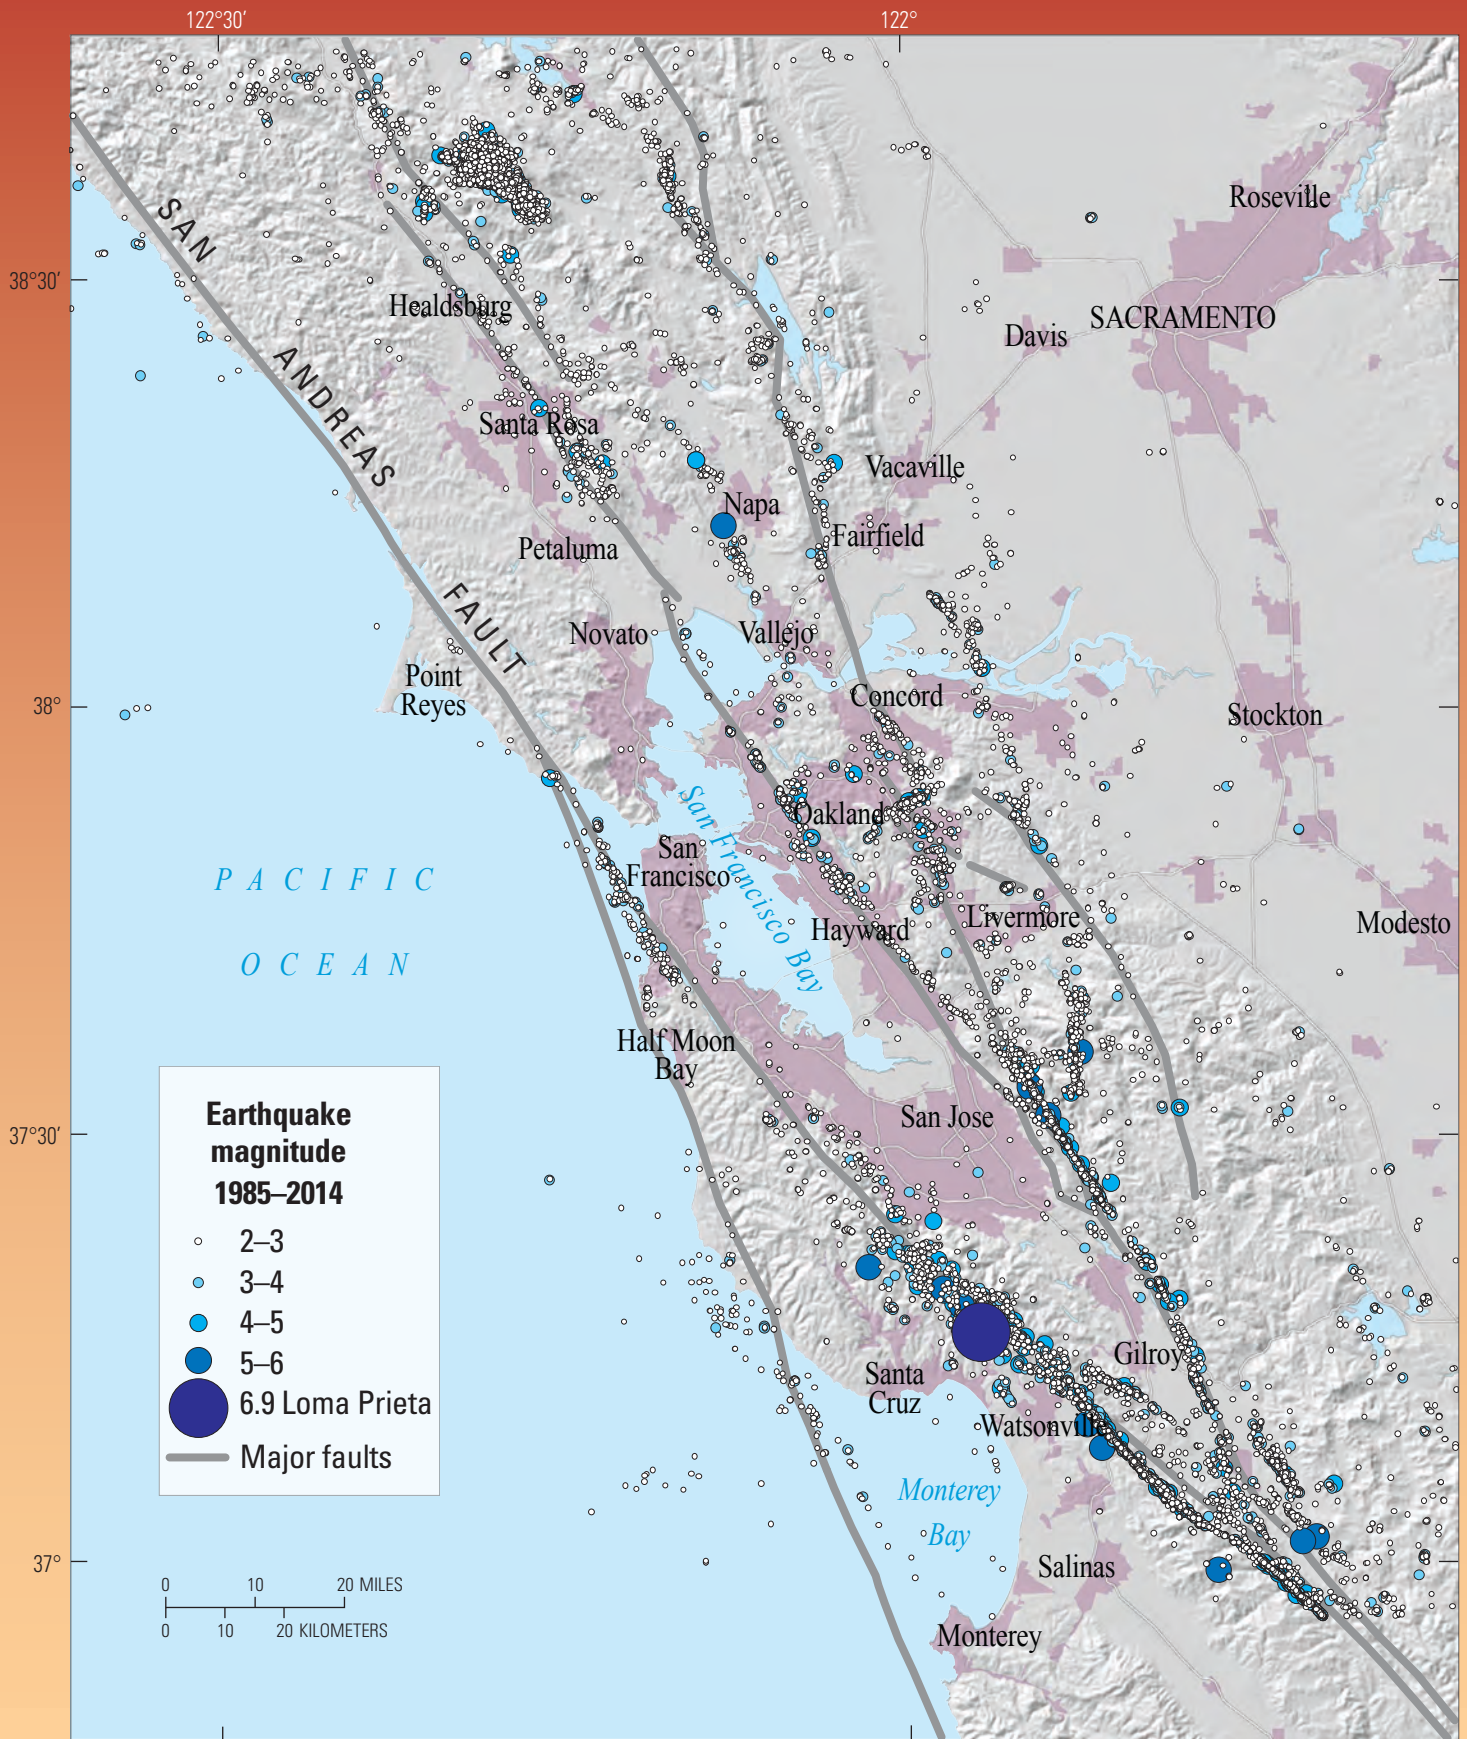 122°30′
122°
Roseville
SAN
38°30′
Healdsburg
SACRAMENTO
Davis
ANDREAS
Santa Rosa
Vacaville
Napa
Fairfield
Petaluma
FAULT
Novato
Vallejo
Point
Reyes
Concord
38°
Stockton
San Francisco Bay
Oakland
San
Francisco
PACIFIC
Livermore
Modesto
Hayward
OCEAN
Half Moon
Bay
Earthquake
magnitude
1985–2014
2–3
3–4
4–5
5–6
6.9 Loma Prieta
Major faults
San Jose
37°30′
Gilroy
Santa
Cruz
Watsonville
Monterey
Bay
37°
Salinas
0 10 20 MILES
0 10 20 KILOMETERS
Monterey